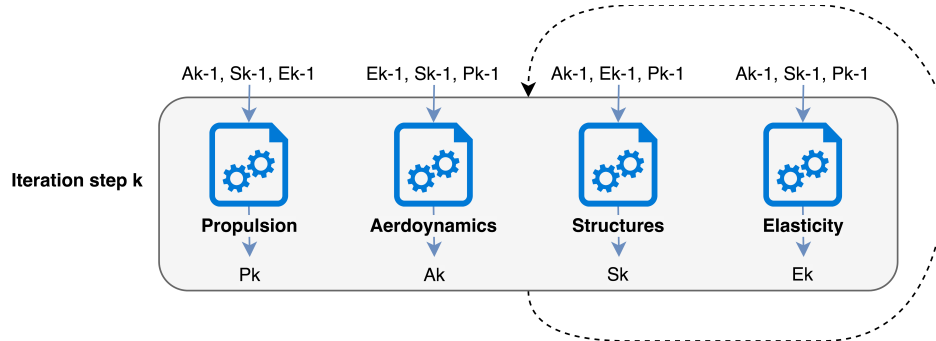 Ak-1, Sk-1, Ek-1
Ek-1, Sk-1, Pk-1
Ak-1, Ek-1, Pk-1
Ak-1, Sk-1, Pk-1
Iteration step k
Propulsion
Aerdoynamics
Structures
Elasticity
Pk
Ak
Sk
Ek